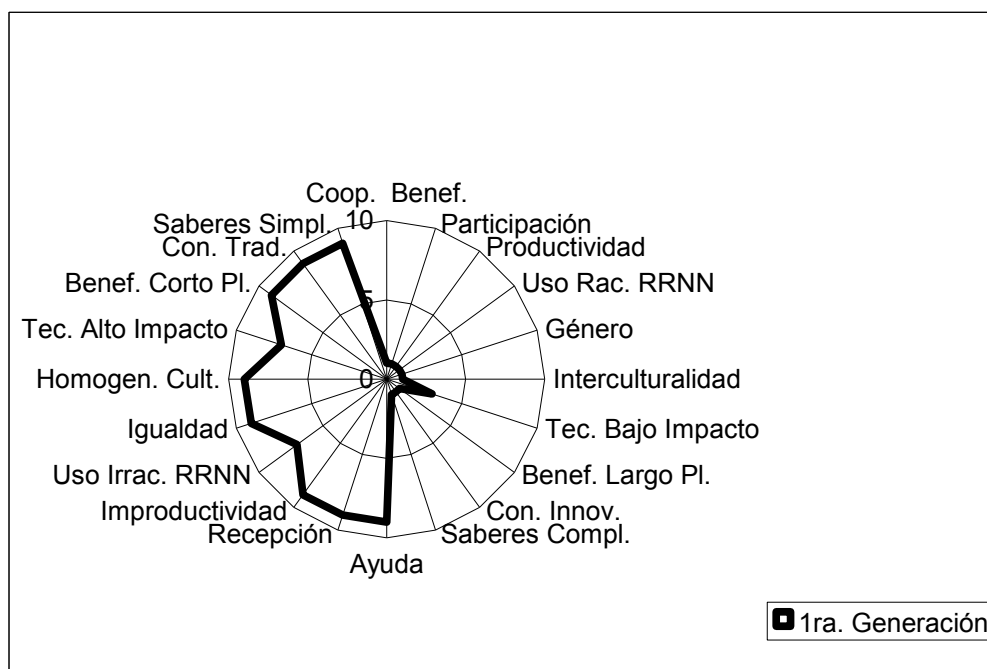 Coop. Benef.
Saberes Simpl.
10
Participación
Con. Trad.
Productividad
Benef. Corto Pl.
5
Uso Rac. RRNN
Tec. Alto Impacto
Género
Homogen. Cult.
0
Interculturalidad
Igualdad
Tec. Bajo Impacto
Uso Irrac. RRNN
Benef. Largo Pl.
Improductividad
Con. Innov.
Recepción
Saberes Compl.
Ayuda
1ra. Generación